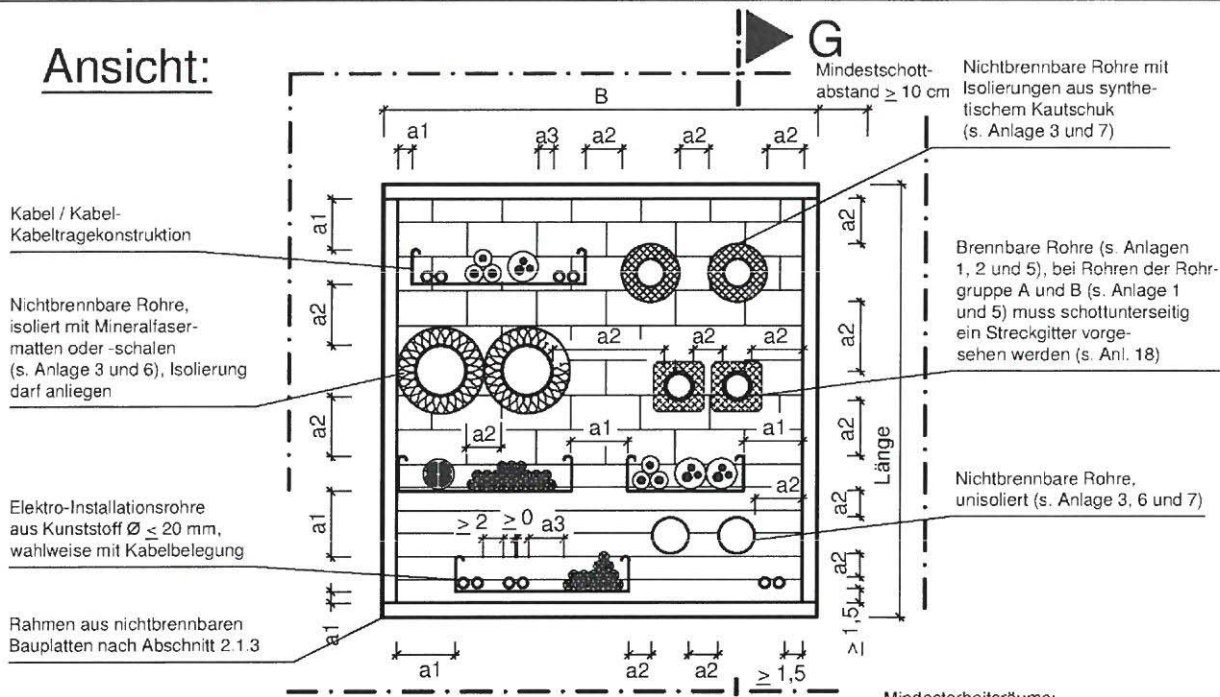 Ansicht:
G
Mindestschott-
abstand ≥ 10 cm
B
Nichtbrennbare Rohre mit
Isolierungen aus synthe-
tischem Kautschuk
(s. Anlage 3 und 7)
a1
a3
a2
a2
a2
Kabel / Kabel-
Kabeltragekonstruktion
a1
a2
Brennbare Rohre (s. Anlagen
1, 2 und 5), bei Rohren der Rohr-
gruppe A und B (s. Anlage 1
und 5) muss schottunterseitig
ein Streckgitter vorge-
sehen werden (s. Anl. 18)
Nichtbrennbare Rohre,
isoliert mit Mineralfaser-
matten oder -schalen
(s. Anlage 3 und 6), Isolierung
darf anliegen
a2
a2
a2
a2
a2
a2
a2
a1
a1
a2
a2
Länge
Nichtbrennbare Rohre,
unisoliert (s. Anlage 3, 6 und 7)
Elektro-Installationsrohre
aus Kunststoff Ø ≤ 20 mm,
wahlweise mit Kabelbelegung
a1
≥ 2
≥ 0
a3
a2
a2
Rahmen aus nichtbrennbaren
Bauplatten nach Abschnitt 2.1.3
a1
≥ 1,5
a1
a2
a2
≥ 1,5
Mindestarbeitsräume: